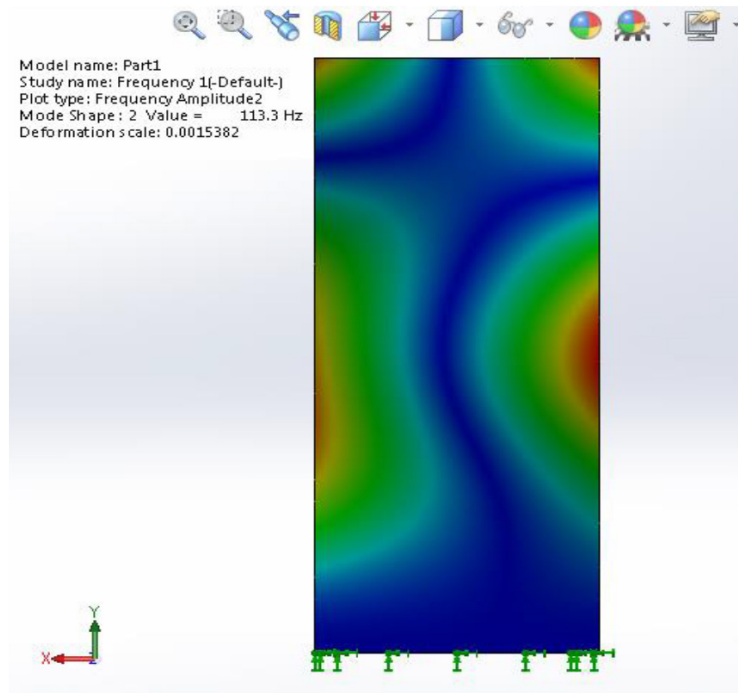 Model name: Part1
Study name: Frequency 1(-Default-)
Plot type: Frequency Amplitude2
Mode Shape : 2 Value = 113.3 Hz
Deformation scale: 0.0015382
Y
X
Z